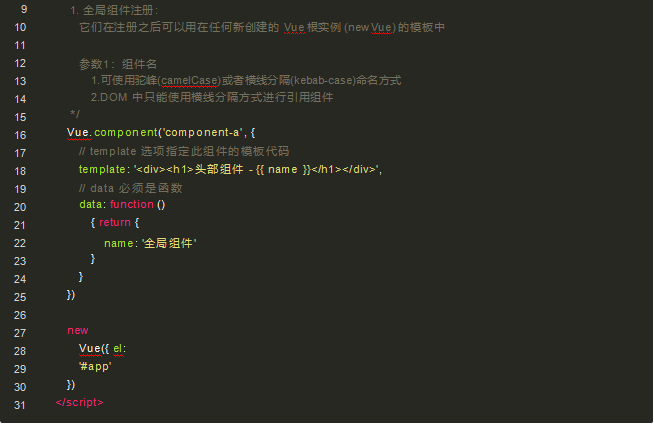 9 1. 全局组件注册：
10 它们在注册之后可以用在任何新创建的 Vue 根实例 (new Vue) 的模板中
11
12 参数1：组件名
13 1.可使用驼峰(camelCase)或者横线分隔(kebab-case)命名方式
14 2.DOM 中只能使用横线分隔方式进行引用组件
15 */
16 Vue.component('component-a', {
17 // template 选项指定此组件的模板代码
18 template: '<div><h1>头部组件 - {{ name }}</h1></div>',
19 // data 必须是函数
20 data: function ()
21 { return {
22 name: '全局组件'
23 }
24 }
25 })
26
27 new
28 Vue({ el:
29 '#app'
30 })
31 </script>